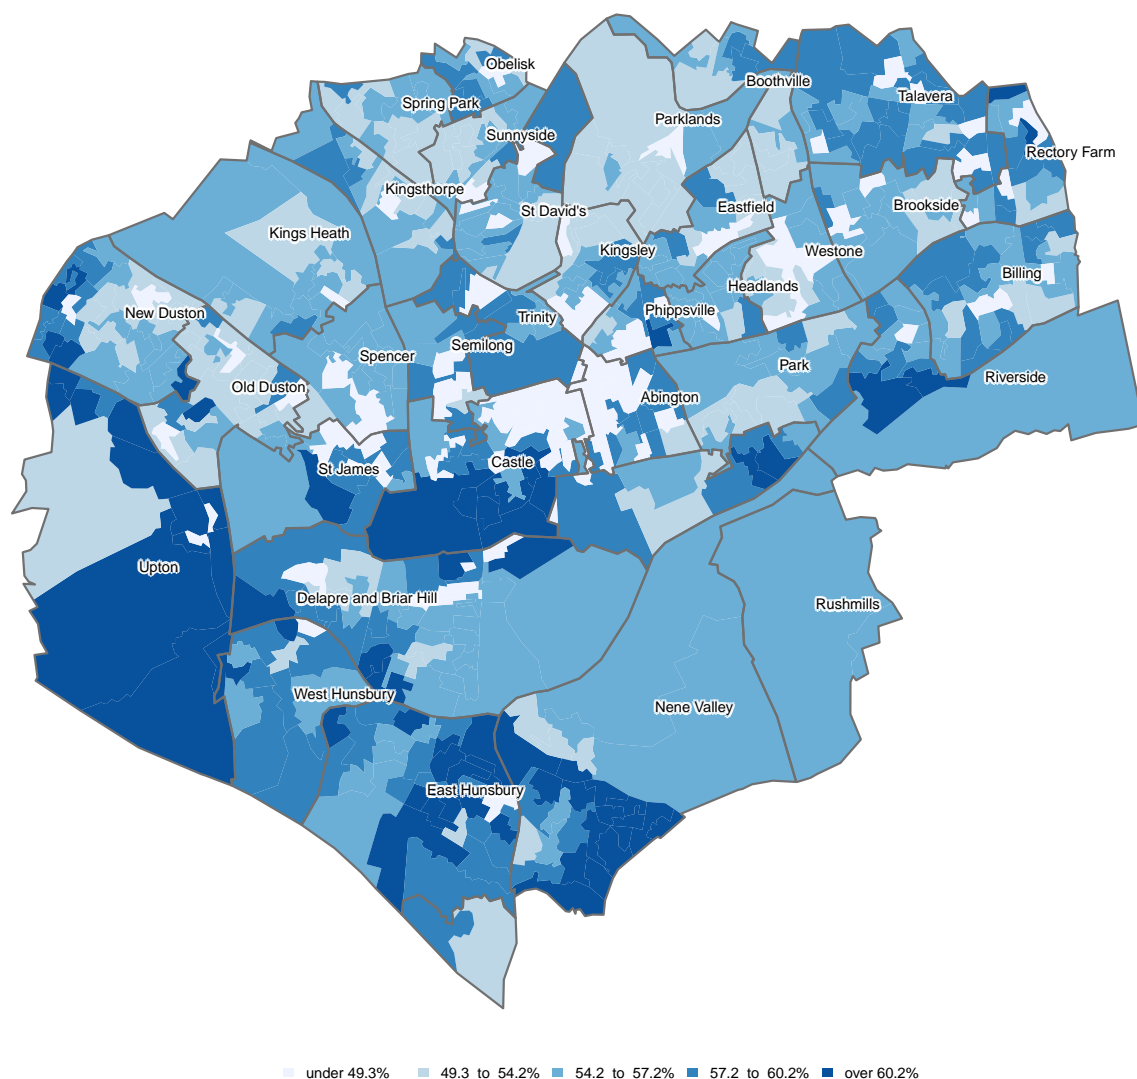 Obelisk
Boothville
Spring Park
Talavera
Parklands
Sunnyside
Rectory Farm
Kingsthorpe
Brookside
Eastfield
St David's
Kings Heath
Kingsley
Westone
Billing
Headlands
New Duston
Phippsville
Trinity
Semilong
Spencer
Park
Riverside
Old Duston
Abington
Castle
St James
Upton
Delapre and Briar Hill
Rushmills
West Hunsbury
Nene Valley
East Hunsbury
under 49.3% 49.3 to 54.2% 54.2 to 57.2% 57.2 to 60.2% over 60.2%